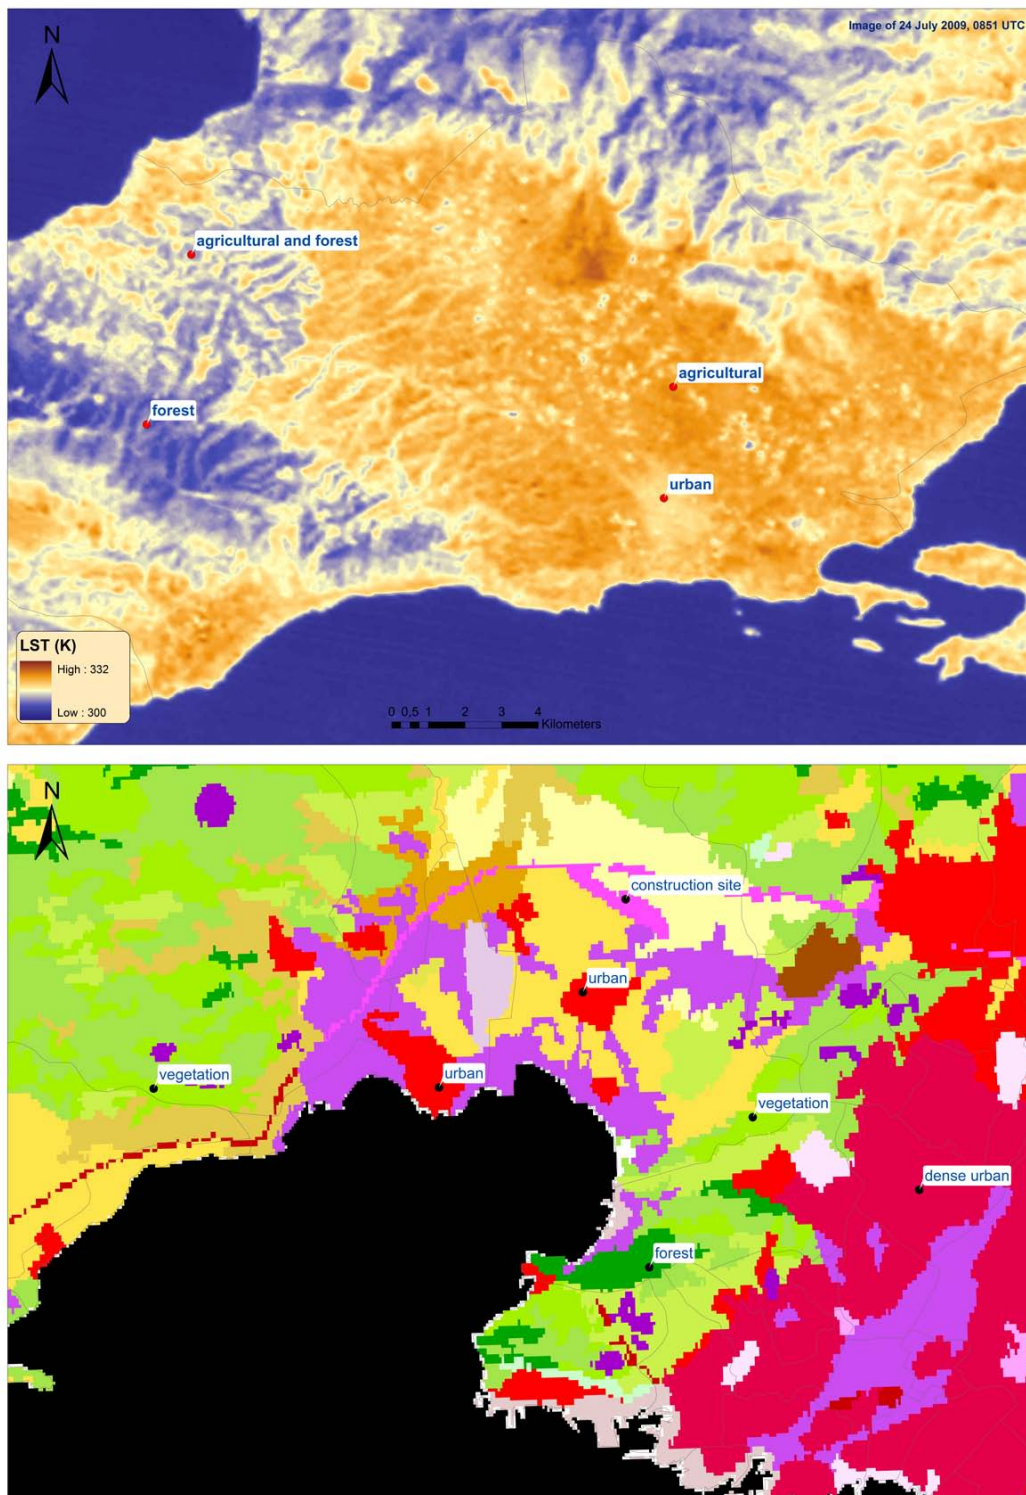 Image of 24 July 2009, 0851 UTC
N
agricultural and forest
agricultural
forest
urban
LST (K)
High : 332
Low : 300
0 0,5 1 2 3 4
Kilometers
N
construction site
urban
vegetation
urban
vegetation
dense urban
forest